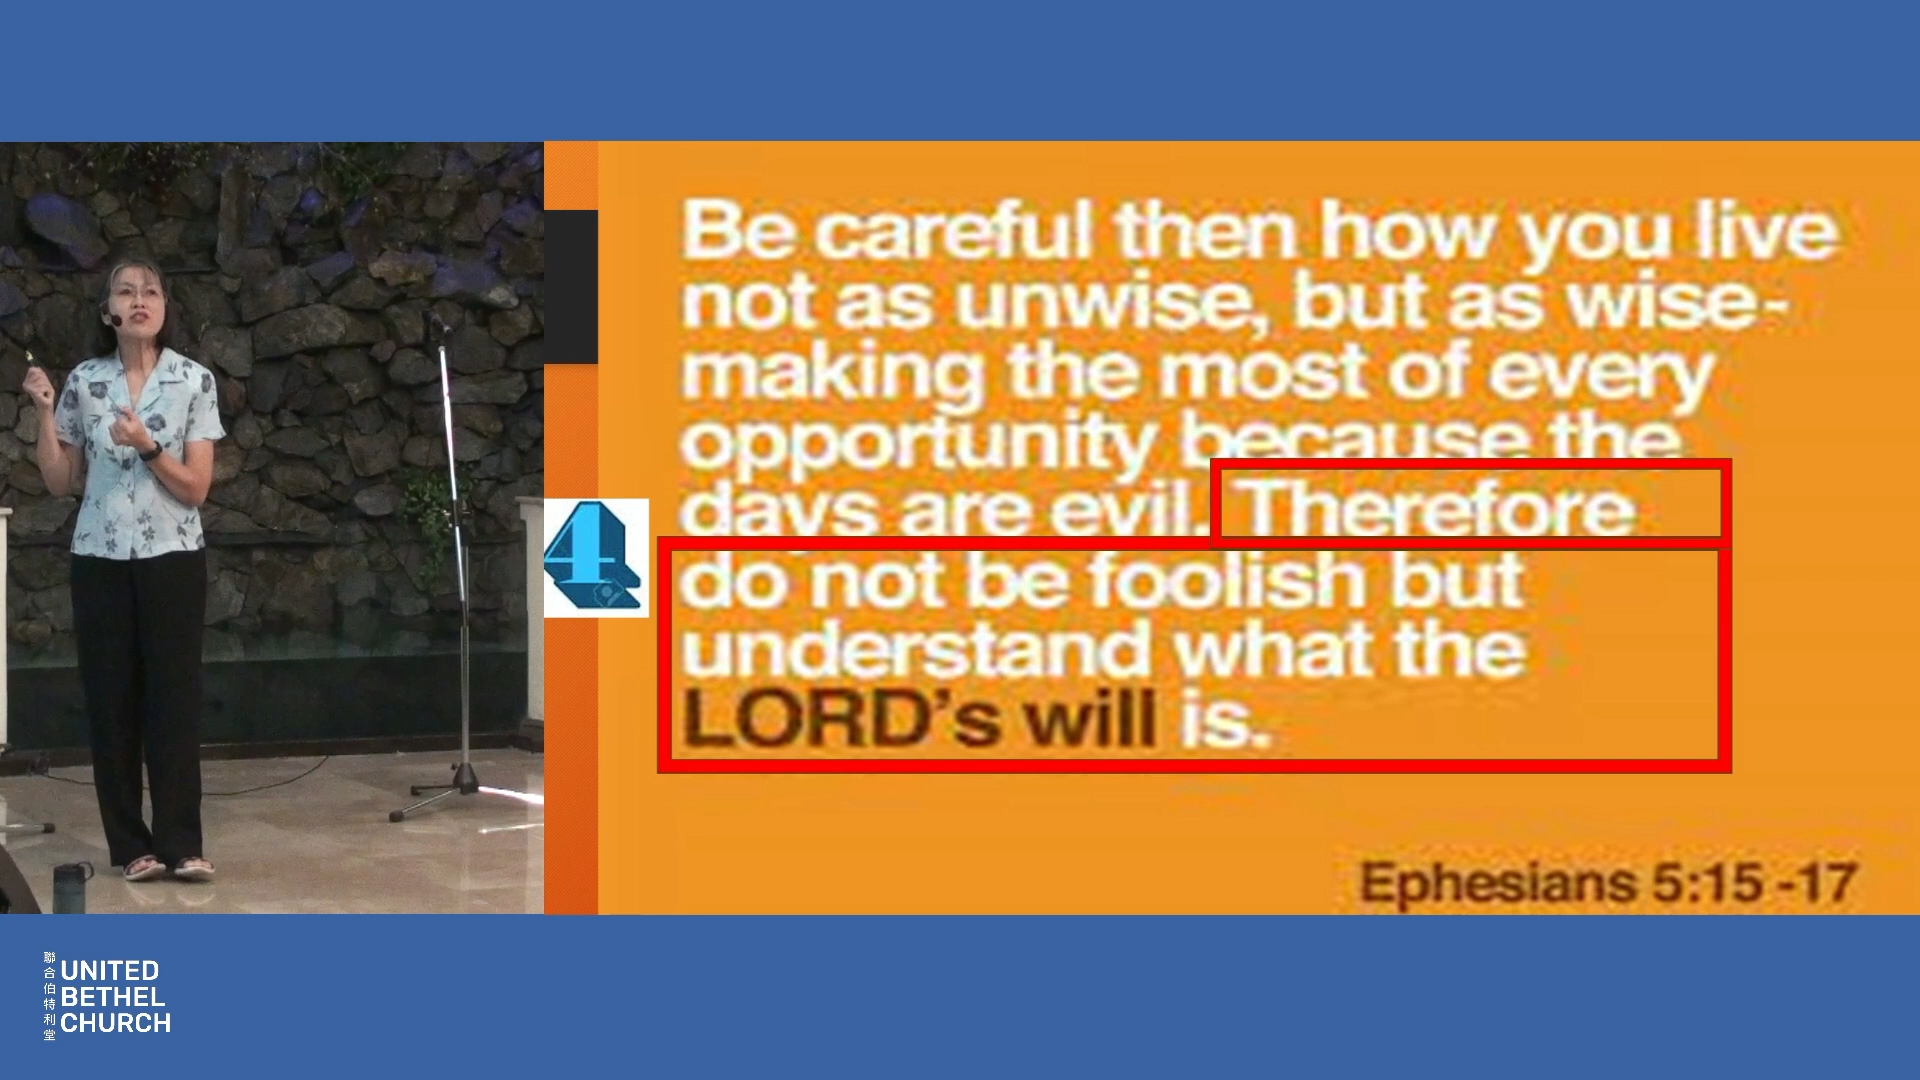 Be careful then how you live
not as unwise, but as wise-
making the most of every
opportunity because the
days are evil. Therefore
do not be foolish but
understand what the
LORD's will is.
4
Ephesians 5:15 -17
聯合伯特利堂
UNITED
BETHEL
CHURCH